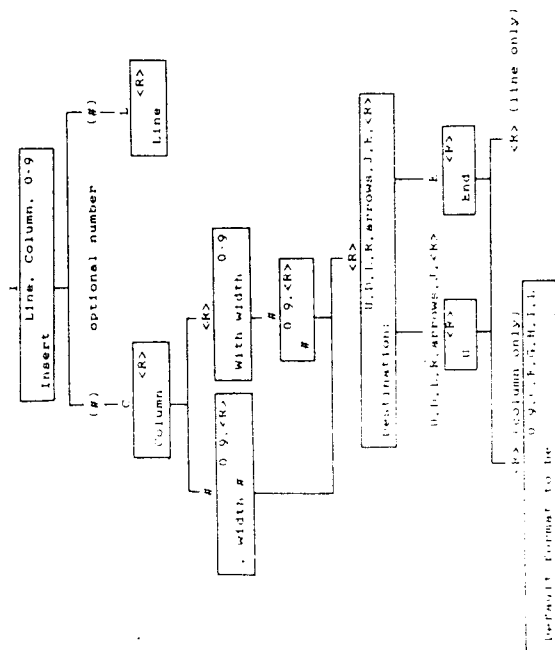 I
Line, Column, 0-9
Insert
(#) optional number (#)
C L
<R>
Column
<R>
Line
# <R>
0-9,<R>
, width #
0-9
With width
#
0-9,<R>
#
<R>
U,D,L,R,arrows,J,E,<R>
Destination:
U,D,L,R,arrows,J,<R> E
<R>
<R>
End
<R> (column only) <R> (line only)
Default format to be